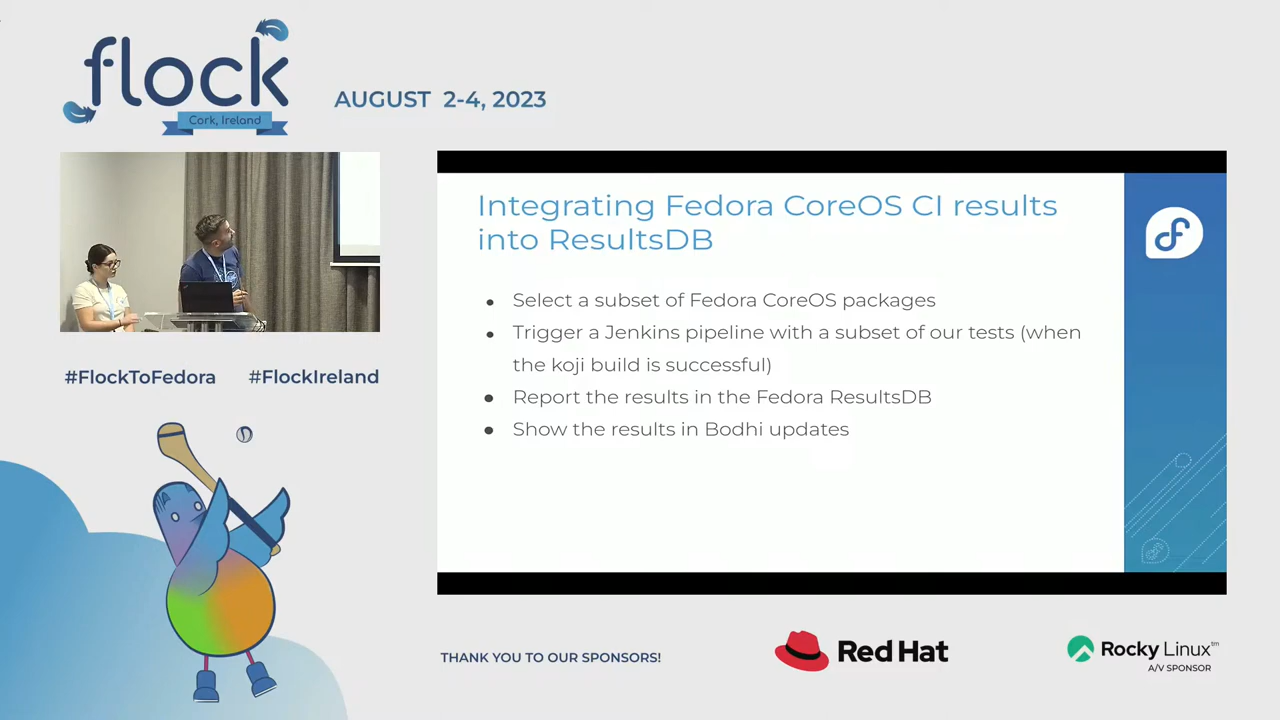 flock
Cork, Ireland
AUGUST 2-4, 2023
Integrating Fedora CoreOS CI results
into ResultsDB
● Select a subset of Fedora CoreOS packages
● Trigger a Jenkins pipeline with a subset of our tests (when
the koji build is successful)
● Report the results in the Fedora ResultsDB
● Show the results in Bodhi updates
#FlockToFedora #FlockIreland
THANK YOU TO OUR SPONSORS!
Red Hat
Rocky Linux™
A/V SPONSOR